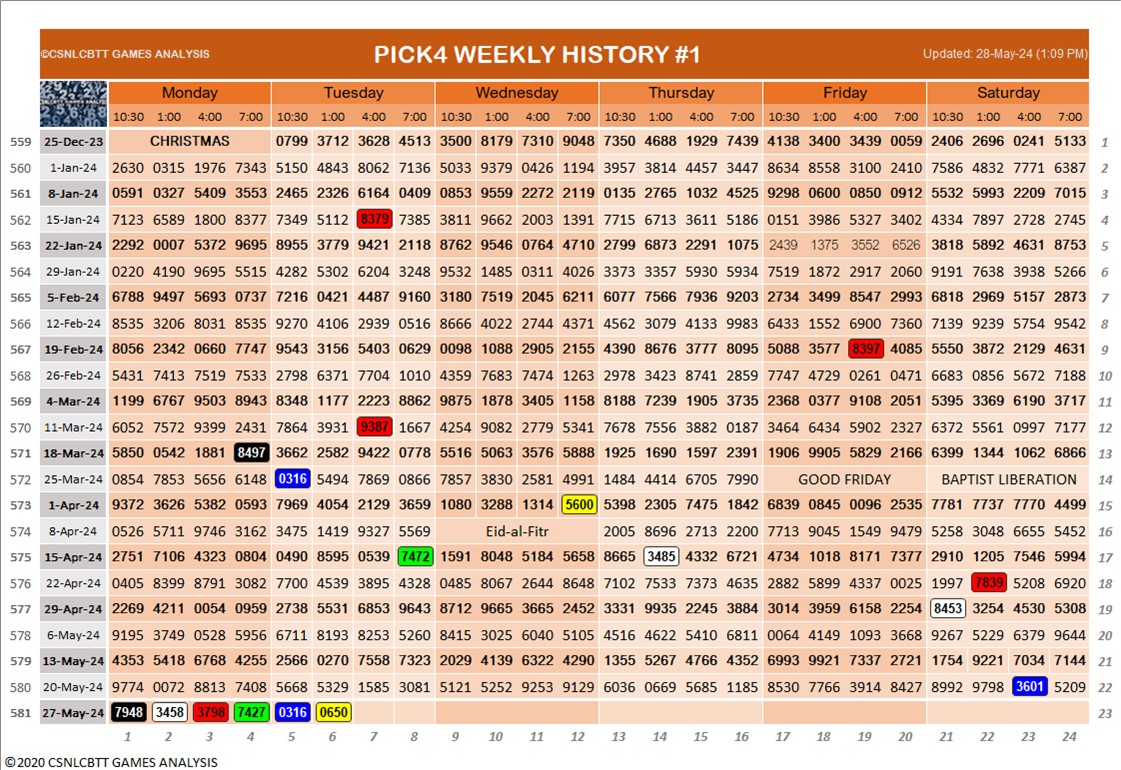 ©CSNLCBTT GAMES ANALYSIS PICK4 WEEKLY HISTORY #1 Updated: 28-May-24 (1:09 PM)
Monday Tuesday Wednesday Thursday Friday Saturday
10:30 1:00 4:00 7:00 10:30 1:00 4:00 7:00 10:30 1:00 4:00 7:00 10:30 1:00 4:00 7:00 10:30 1:00 4:00 7:00 10:30 1:00 4:00 7:00
559 25-Dec-23 CHRISTMAS 0799 3712 3628 4513 3500 8179 7310 9048 7350 4688 1929 7439 4138 3400 3439 0059 2406 2696 0241 5133 1
560 1-Jan-24 2630 0315 1976 7343 5150 4843 8062 7136 5033 9379 0426 1194 3957 3814 4457 3447 8634 8558 3100 2410 7586 4832 7771 6387 2
561 8-Jan-24 0591 0327 5409 3553 2465 2326 6164 0409 0853 9559 2272 2119 0135 2765 1032 4525 9298 0600 0850 0912 5532 5993 2209 7015 3
562 15-Jan-24 7123 6589 1800 8377 7349 5112 8379 7385 3811 9662 2003 1391 7715 6713 3611 5186 0151 3986 5327 3402 4334 7897 2728 2745 4
563 22-Jan-24 2292 0007 5372 9695 8955 3779 9421 2118 8762 9546 0764 4710 2799 6873 2291 1075 2439 1375 3552 6526 3818 5892 4631 8753 5
564 29-Jan-24 0220 4190 9695 5515 4282 5302 6204 3248 9532 1485 0311 4026 3373 3357 5930 5934 7519 1872 2917 2060 9191 7638 3938 5266 6
565 5-Feb-24 6788 9497 5693 0737 7216 0421 4487 9160 3180 7519 2045 6211 6077 7566 7936 9203 2734 3499 8547 2993 6818 2969 5157 2873 7
566 12-Feb-24 8535 3206 8031 8535 9270 4106 2939 0516 8666 4022 2744 4371 4562 3079 4133 9983 6433 1552 6900 7360 7139 9239 5754 9542 8
567 19-Feb-24 8056 2342 0660 7747 9543 3156 5403 0629 0098 1088 2905 2155 4390 8676 3777 8095 5088 3577 8397 4085 5550 3872 2129 4631 9
568 26-Feb-24 5431 7413 7519 7533 2798 6371 7704 1010 4359 7683 7474 1263 2978 3423 8741 2859 7747 4729 0261 0471 6683 0856 5672 7188 10
569 4-Mar-24 1199 6767 9503 8943 8348 1177 2223 8862 9875 1878 3405 1158 8188 7239 1905 3735 2368 0377 9108 2051 5395 3369 6190 3717 11
570 11-Mar-24 6052 7572 9399 2431 7864 3931 9387 1667 4254 9082 2779 5341 7678 7556 3882 0187 3464 6434 5902 2327 6372 5561 0997 7177 12
571 18-Mar-24 5850 0542 1881 8497 3662 2582 9422 0778 5516 5063 3576 5888 1925 1690 1597 2391 1906 9905 5829 2166 6399 1344 1062 6866 13
572 25-Mar-24 0854 7853 5656 6148 0316 5494 7869 0866 7857 3830 2581 4991 1484 4414 6705 7990 GOOD FRIDAY BAPTIST LIBERATION 14
573 1-Apr-24 9372 3626 5382 0593 7969 4054 2129 3659 1080 3288 1314 5600 5398 2305 7475 1842 6839 0845 0096 2535 7781 7737 7770 4499 15
574 8-Apr-24 0526 5711 9746 3162 3475 1419 9327 5569 Eid-al-Fitr 2005 8696 2713 2200 7713 9045 1549 9479 5258 3048 6655 5452 16
575 15-Apr-24 2751 7106 4323 0804 0490 8595 0539 7472 1591 8048 5184 5658 8665 3485 4332 6721 4734 1018 8171 7377 2910 1205 7546 5994 17
576 22-Apr-24 0405 8399 8791 3082 7700 4539 3895 4328 0485 8067 2644 8648 7102 7533 7373 4635 2882 5899 4337 0025 1997 7839 5208 6920 18
577 29-Apr-24 2269 4211 0054 0959 2738 5531 6853 9643 8712 9665 3665 2452 3331 9935 2245 3884 3014 3959 6158 2254 8453 3254 4530 5308 19
578 6-May-24 9195 3749 0528 5956 6711 8193 8253 5260 8415 3025 6040 5105 4516 4622 5410 6811 0064 4149 1093 3668 9267 5229 6379 9644 20
579 13-May-24 4353 5418 6768 4255 2566 0270 7558 7323 2029 4139 6322 4290 1355 5267 4766 4352 6993 9921 7337 2721 1754 9221 7034 7144 21
580 20-May-24 9774 0072 8813 7408 5668 5329 1585 3081 5121 5252 9253 9129 6036 0669 5685 1185 8530 7766 3914 8427 8992 9798 3601 5209 22
581 27-May-24 7948 3458 3798 7427 0316 0650 23
1 2 3 4 5 6 7 8 9 10 11 12 13 14 15 16 17 18 19 20 21 22 23 24
©2020 CSNLCBTT GAMES ANALYSIS